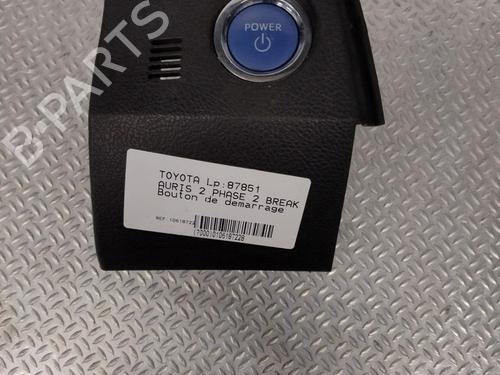 B-PARTS
POWER
TOYOTA Lp:87851
AURIS 2 PHASE 2 BREAK
Bouton de demarrage